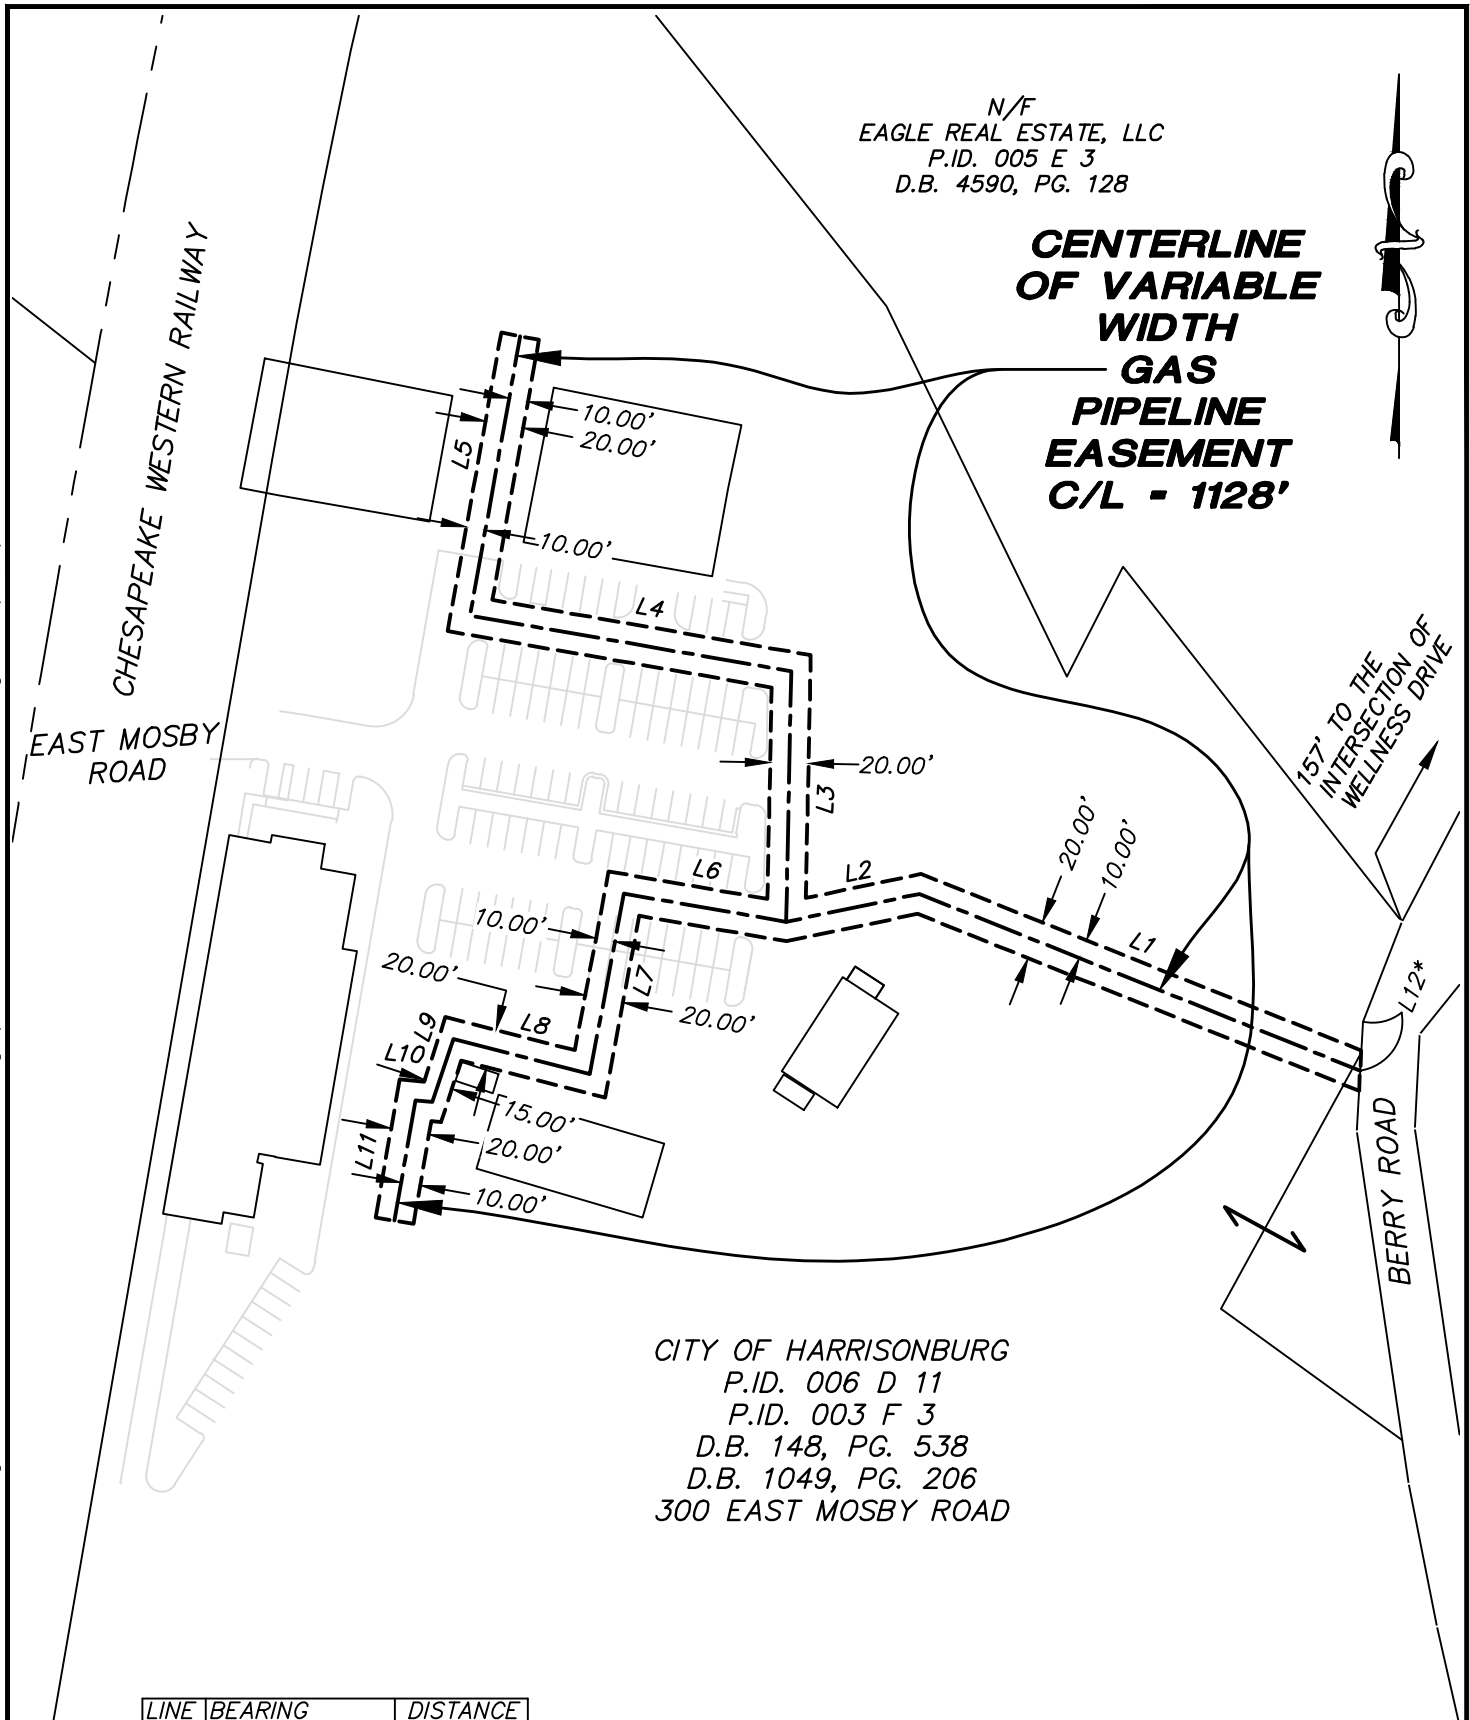 N/F
EAGLE REAL ESTATE, LLC
P.ID. 005 E 3
D.B. 4590, PG. 128
CENTERLINE
OF VARIABLE
WIDTH
GAS
PIPELINE
EASEMENT
C/L - 1128'
CHESAPEAKE WESTERN RAILWAY
10.00'
20.00'
L5
10.00'
L4
EAST MOSBY
ROAD
157' TO THE
INTERSECTION OF
WELLNESS DRIVE
20.00'
L3
20.00'
10.00'
L6
L2
L1
10.00'
20.00'
L7
L12*
L9
L8
20.00'
L10
15.00'
20.00'
L11
10.00'
BERRY ROAD
CITY OF HARRISONBURG
P.ID. 006 D 11
P.ID. 003 F 3
D.B. 148, PG. 538
D.B. 1049, PG. 206
300 EAST MOSBY ROAD
LINE BEARING DISTANCE